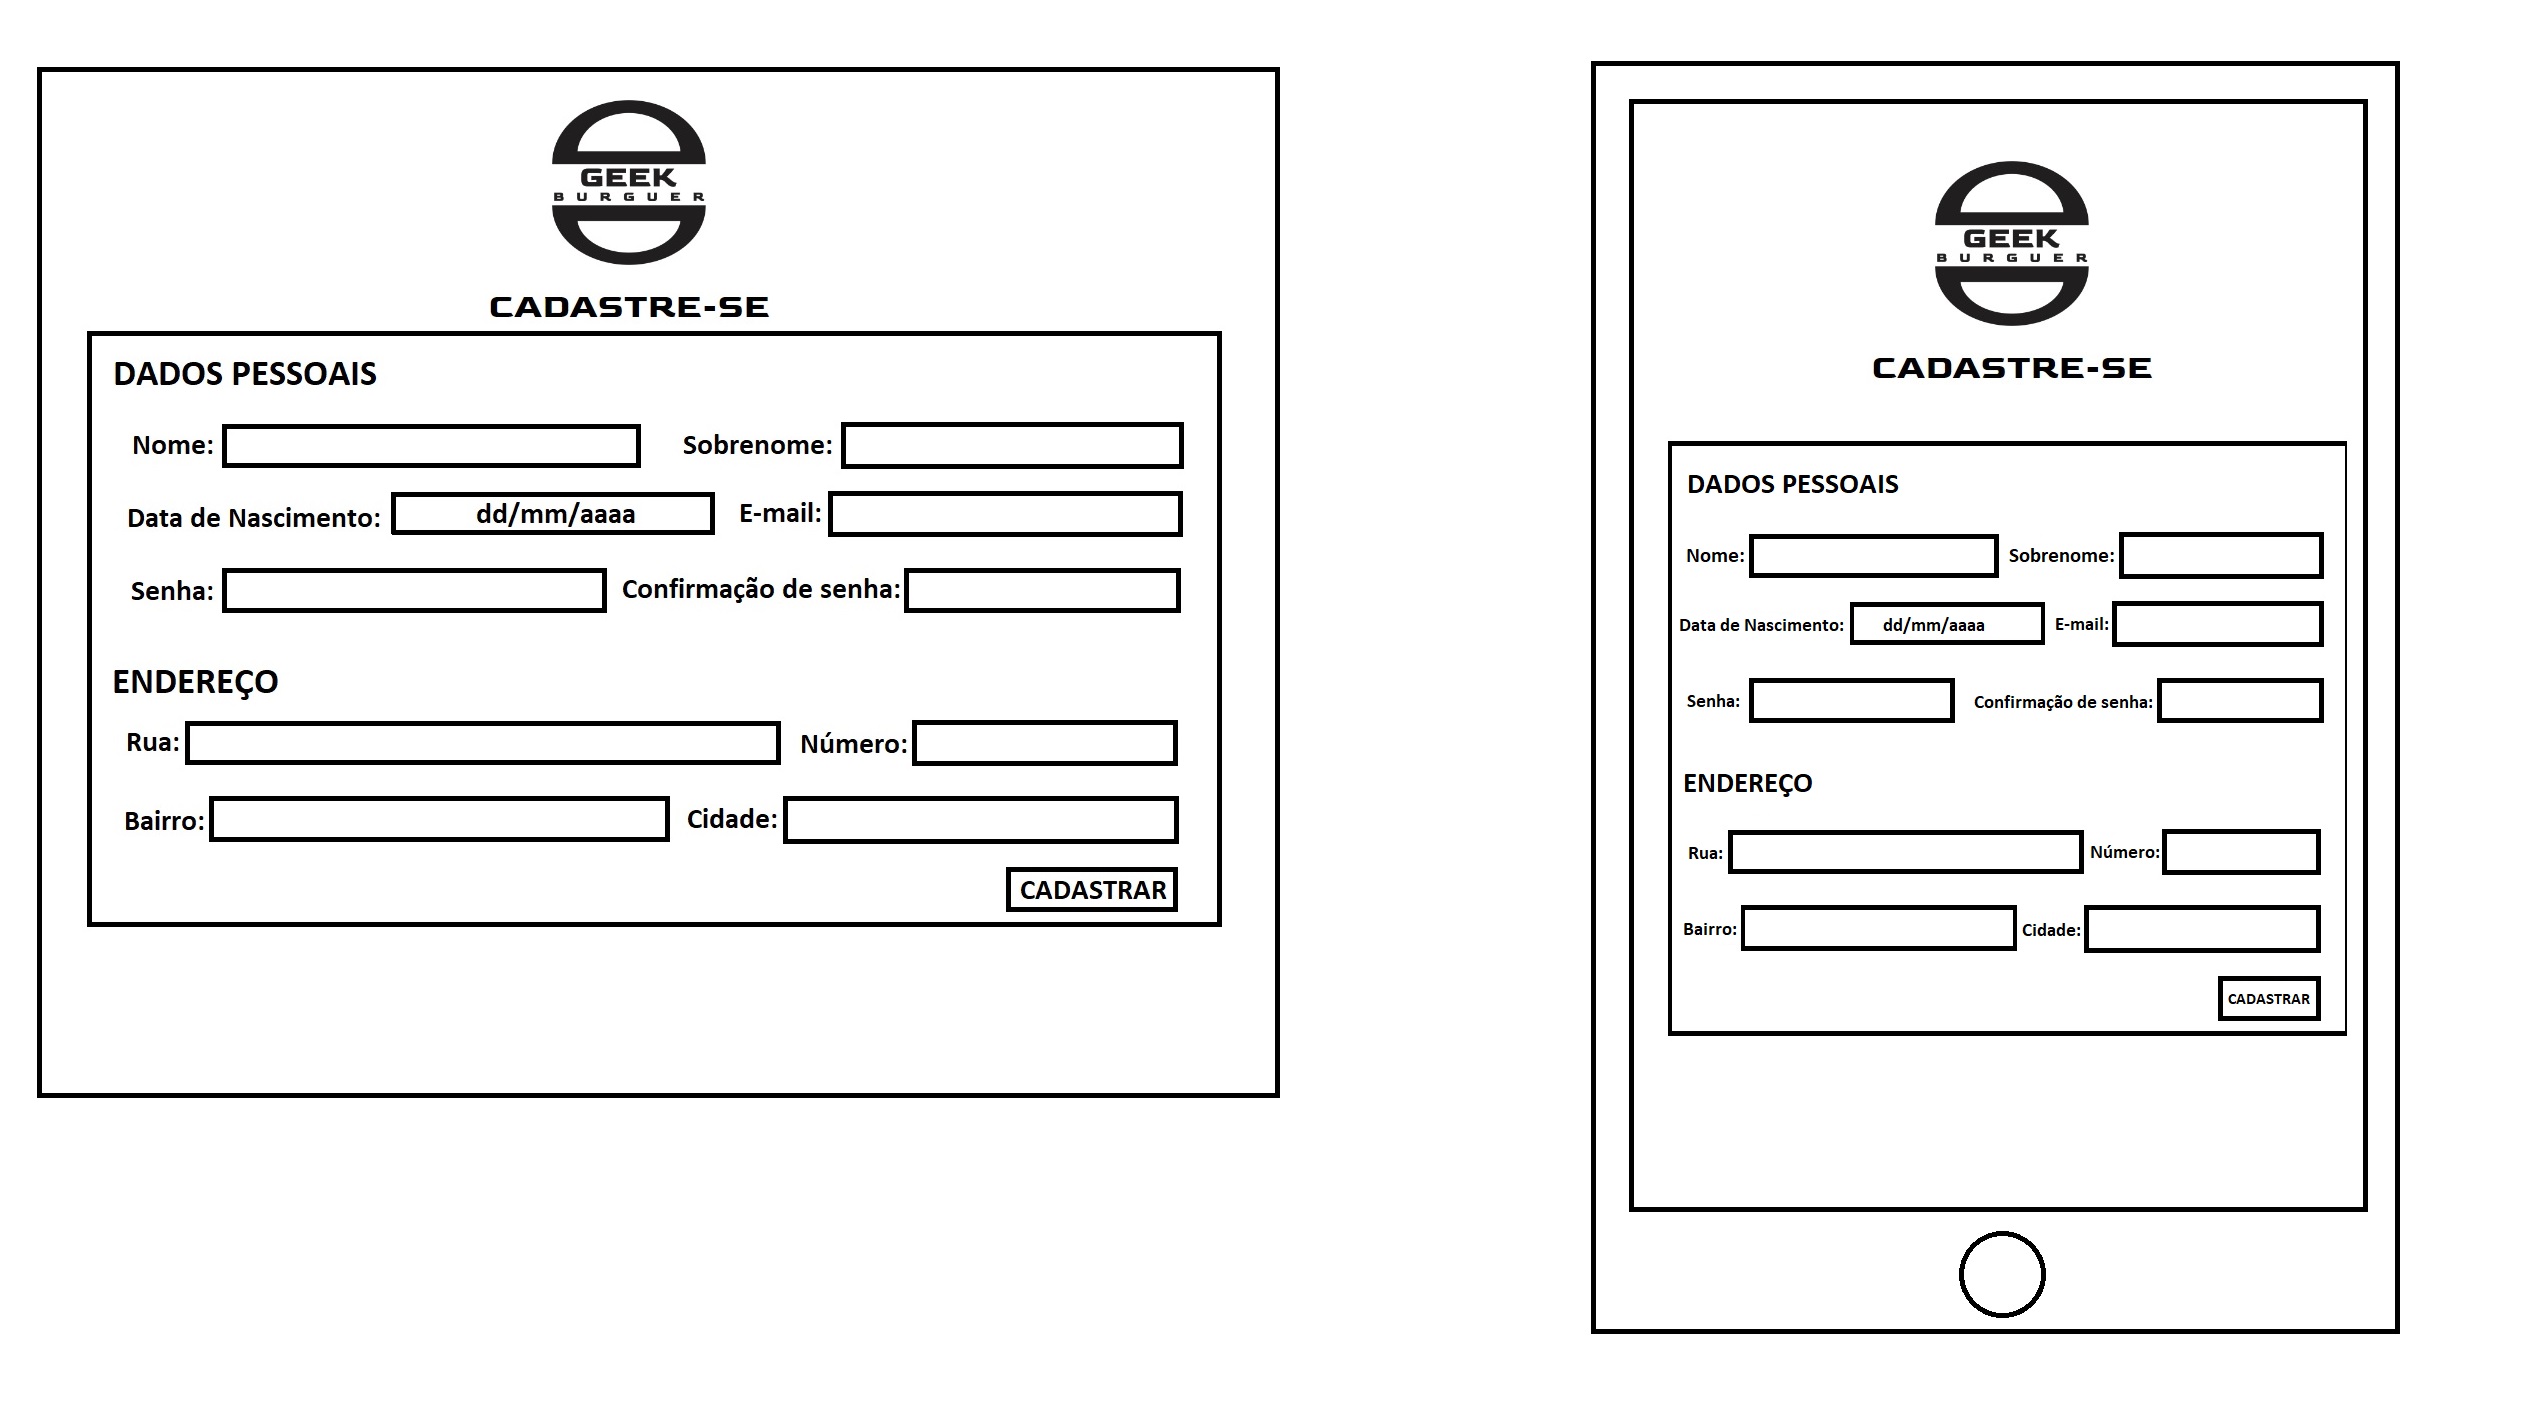 GEEK
BURGUER
CADASTRE-SE
DADOS PESSOAIS
Nome: Sobrenome:
Data de Nascimento: dd/mm/aaaa E-mail:
Senha: Confirmação de senha:
ENDEREÇO
Rua: Número:
Bairro: Cidade:
CADASTRAR
GEEK
BURGUER
CADASTRE-SE
DADOS PESSOAIS
Nome: Sobrenome:
Data de Nascimento: dd/mm/aaaa E-mail:
Senha: Confirmação de senha:
ENDEREÇO
Rua: Número:
Bairro: Cidade:
CADASTRAR